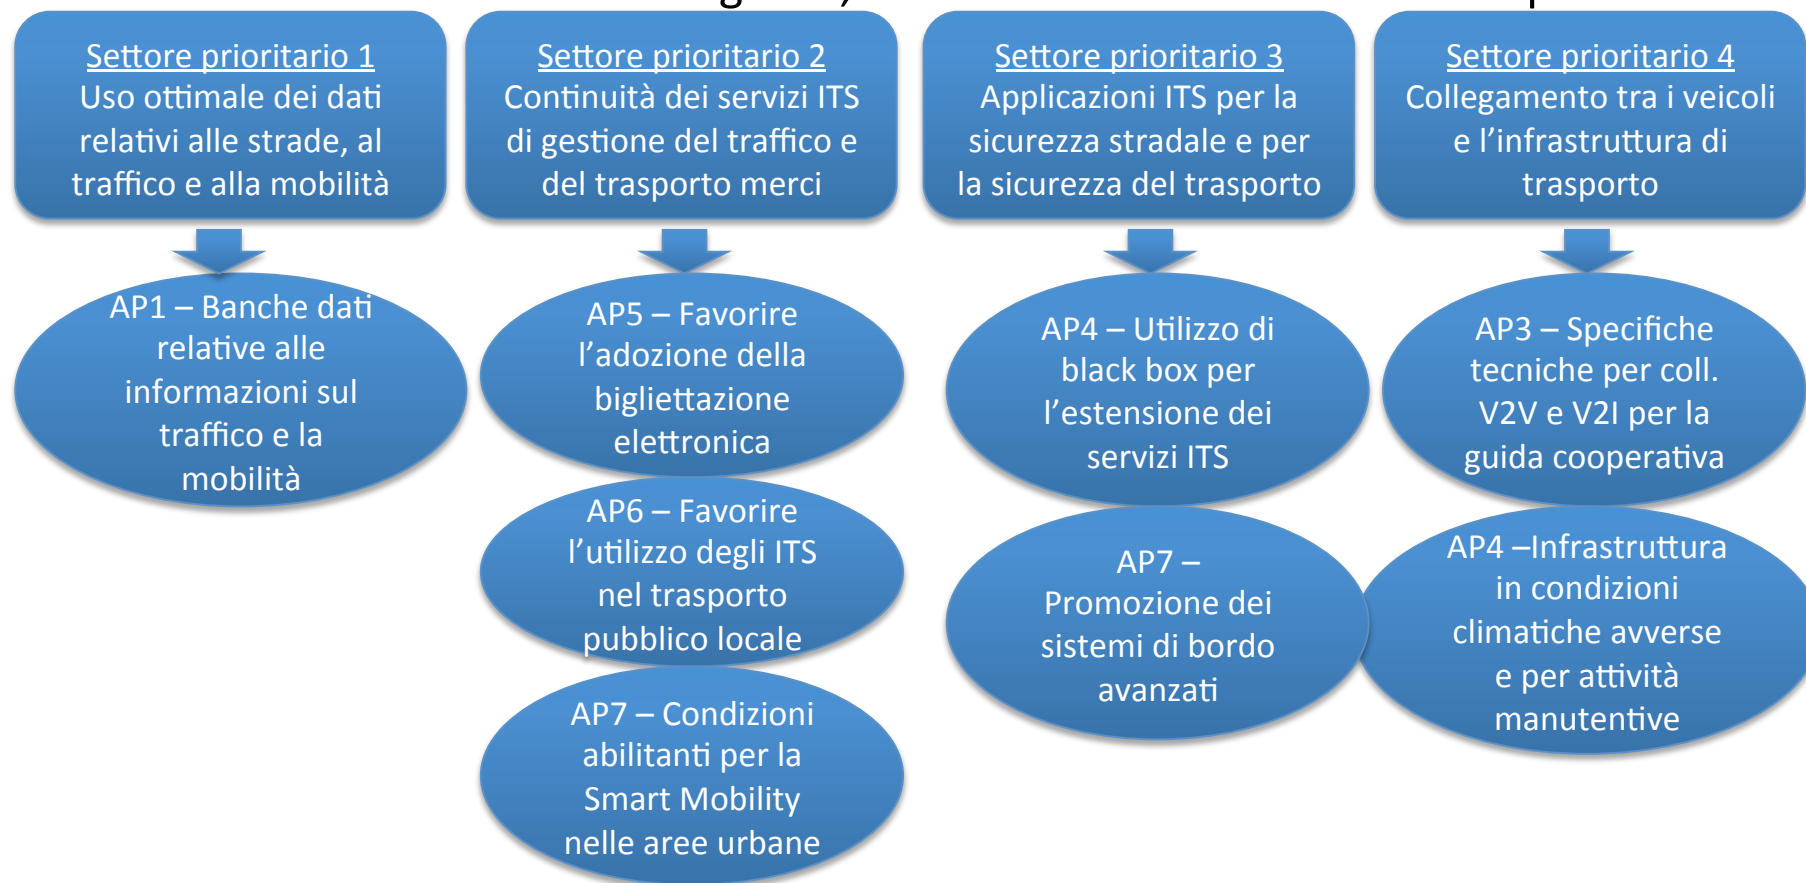 Settore prioritario 1
Uso ottimale dei dati
relativi alle strade, al
traffico e alla mobilità
Settore prioritario 2
Continuità dei servizi ITS
di gestione del traffico e
del trasporto merci
Settore prioritario 3
Applicazioni ITS per la
sicurezza stradale e per
la sicurezza del trasporto
Settore prioritario 4
Collegamento tra i veicoli
e l’infrastruttura di
trasporto
AP1 – Banche dati
relative alle
informazioni sul
traffico e la
mobilità
AP5 – Favorire
l’adozione della
bigliettazione
elettronica
AP6 – Favorire
l’utilizzo degli ITS
nel trasporto
pubblico locale
AP7 – Condizioni
abilitanti per la
Smart Mobility
nelle aree urbane
AP4 – Utilizzo di
black box per
l’estensione dei
servizi ITS
AP7 –
Promozione dei
sistemi di bordo
avanzati
AP3 – Specifiche
tecniche per coll.
V2V e V2I per la
guida cooperativa
AP4 –Infrastruttura
in condizioni
climatiche avverse
e per attività
manutentive